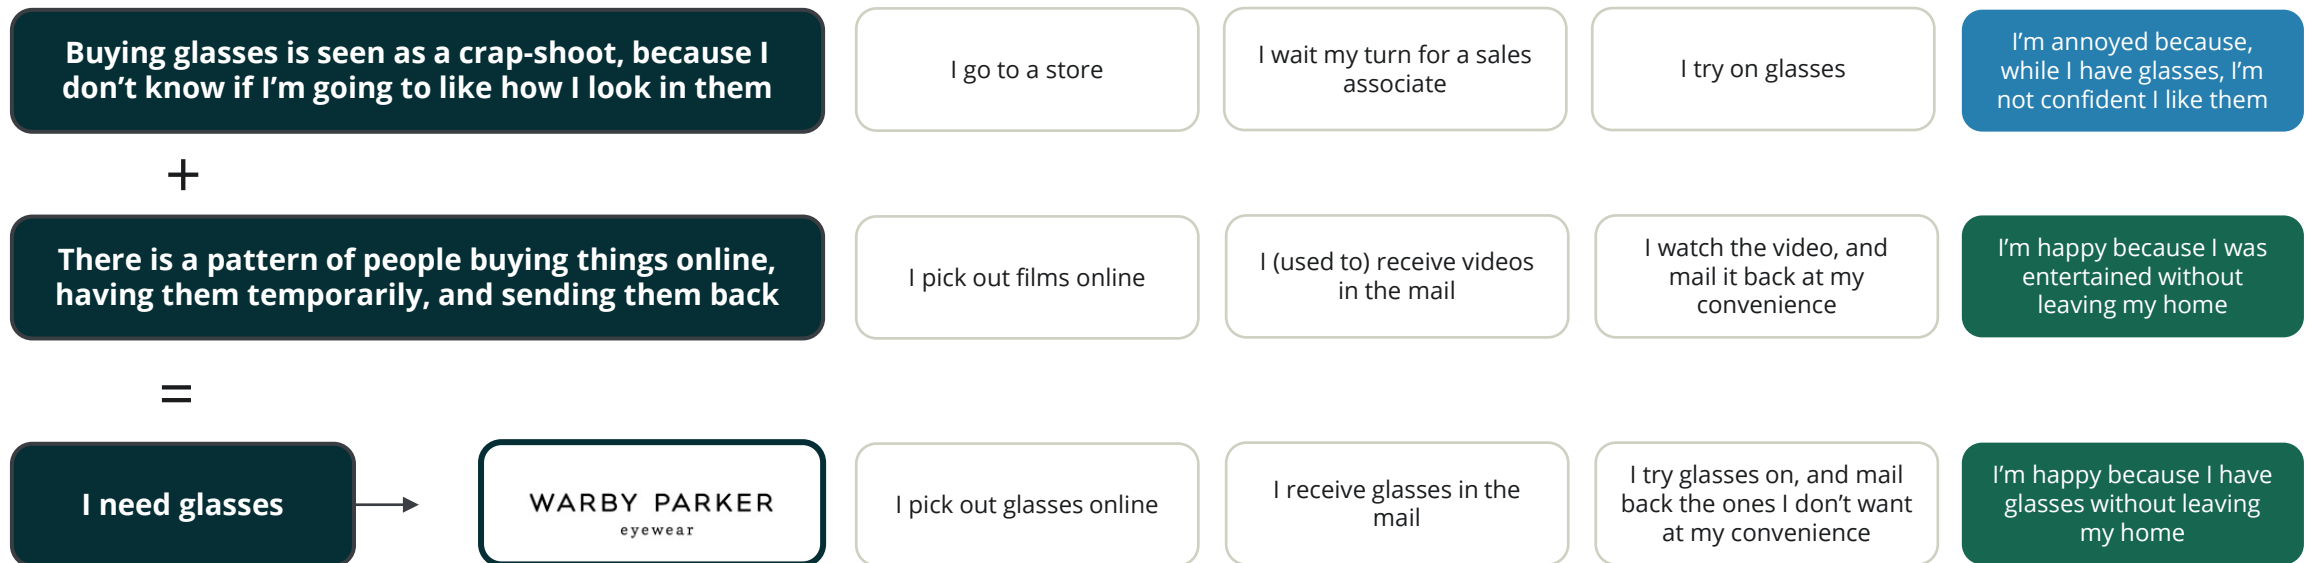 Buying glasses is seen as a crap-shoot, because I
don’t know if I’m going to like how I look in them
I go to a store
I wait my turn for a sales
associate
I try on glasses
I’m annoyed because,
while I have glasses, I’m
not confident I like them
+
There is a pattern of people buying things online,
having them temporarily, and sending them back
I pick out films online
I (used to) receive videos
in the mail
I watch the video, and
mail it back at my
convenience
I’m happy because I was
entertained without
leaving my home
=
I need glasses
WARBY PARKER
eyewear
I pick out glasses online
I receive glasses in the
mail
I try glasses on, and mail
back the ones I don’t want
at my convenience
I’m happy because I have
glasses without leaving
my home